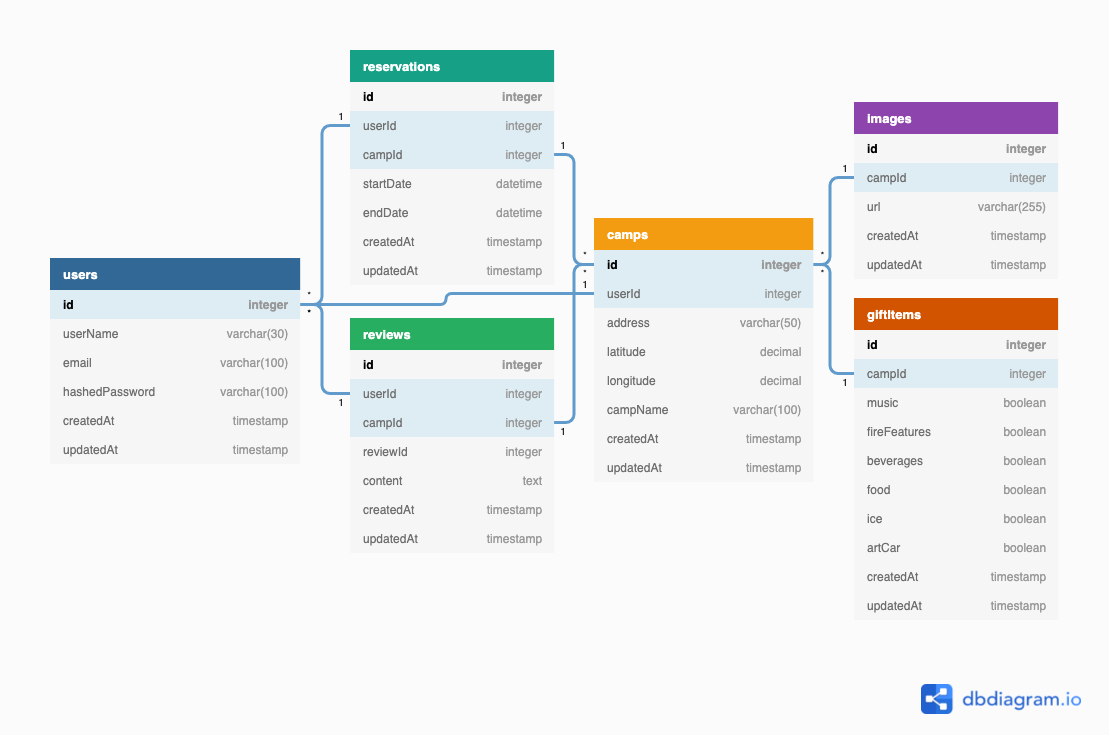 reservations
id integer
userId integer
campId integer
startDate datetime
endDate datetime
createdAt timestamp
updatedAt timestamp
users
id integer
userName varchar(30)
email varchar(100)
hashedPassword varchar(100)
createdAt timestamp
updatedAt timestamp
reviews
id integer
userId integer
campId integer
reviewId integer
content text
createdAt timestamp
updatedAt timestamp
camps
id integer
userId integer
address varchar(50)
latitude decimal
longitude decimal
campName varchar(100)
createdAt timestamp
updatedAt timestamp
images
id integer
campId integer
url varchar(255)
createdAt timestamp
updatedAt timestamp
giftItems
id integer
campId integer
music boolean
fireFeatures boolean
beverages boolean
food boolean
ice boolean
artCar boolean
createdAt timestamp
updatedAt timestamp
1
1
*
*
1
1
*
*
1
1
*
*
1
dbdiagram.io